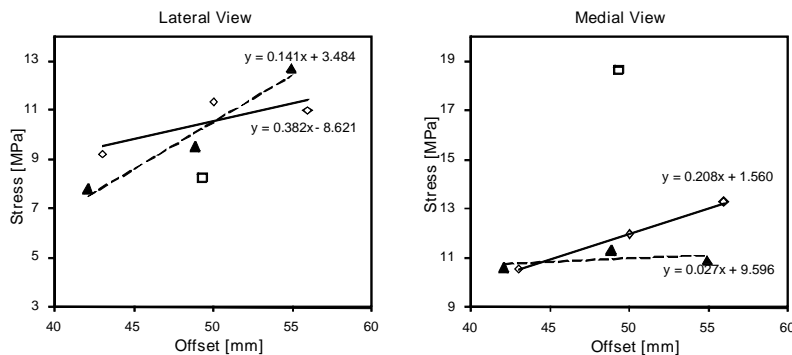 Lateral View
13
11
9
7
5
3
Stress [MPa]
y = 0.141x + 3.484
y = 0.382x - 8.621
40
45
50
55
60
Offset [mm]
Medial View
19
17
15
13
11
9
Stress [MPa]
y = 0.208x + 1.560
y = 0.027x + 9.596
40
45
50
55
60
Offset [mm]